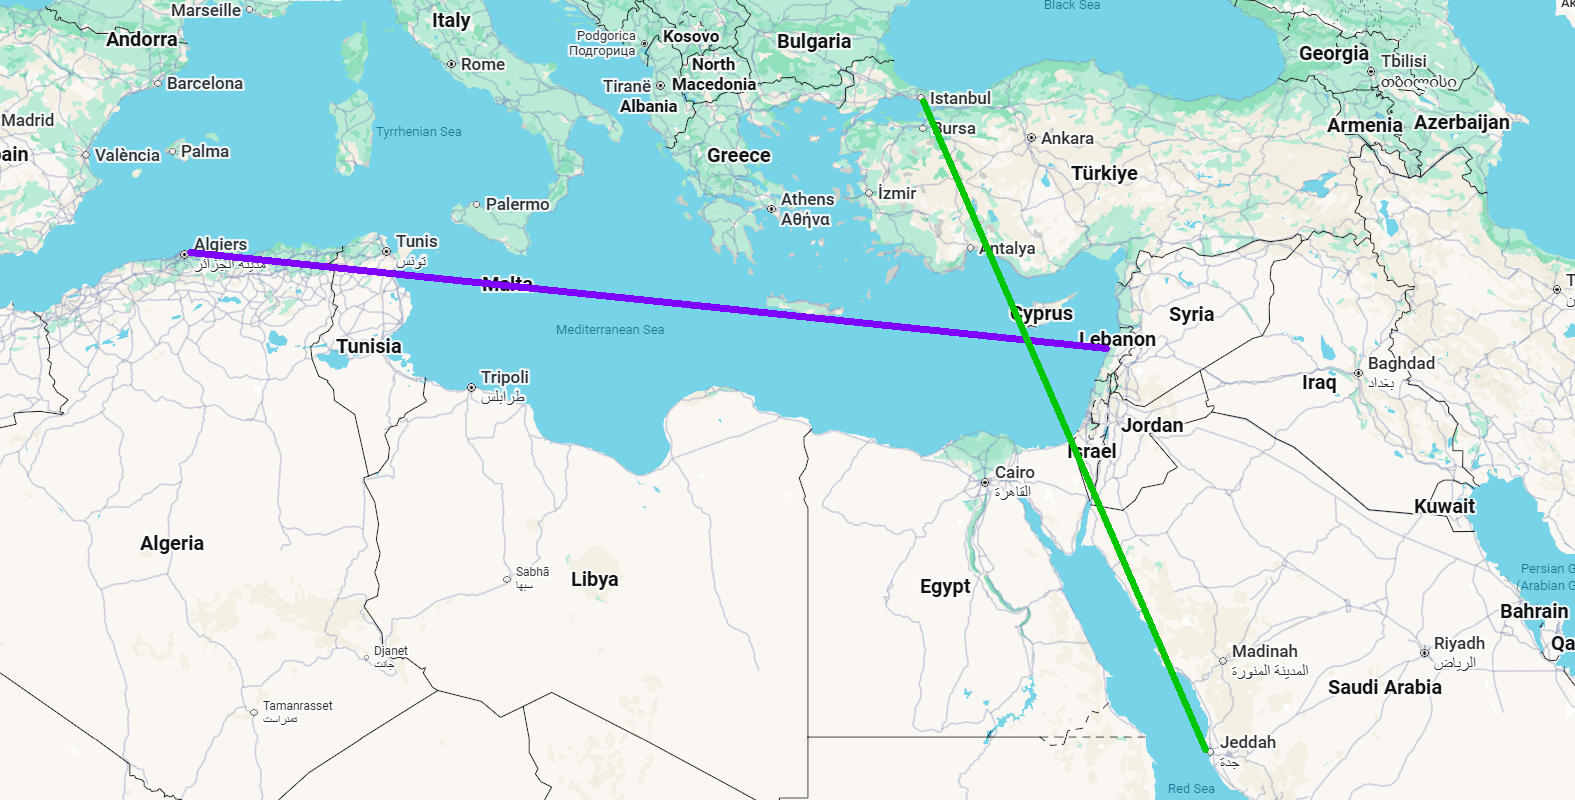 Marseille
Italy
Black Sea
Andorra
Podgorica
Подгорица
Kosovo
Bulgaria
Georgia
Tbilisi
თბილისი
Barcelona
Rome
North
Macedonia
Tiranë
Albania
Istanbul
Madrid
Tyrrhenian Sea
Bursa
Ankara
Armenia
Azerbaijan
València
Palma
Greece
Türkiye
Palermo
Athens
Αθήνα
İzmir
Algiers
مدينة الجزائر
Tunis
تونس
Antalya
Malta
Cyprus
Syria
Mediterranean Sea
Lebanon
Tunisia
Baghdad
بغداد
Iraq
Tripoli
طرابلس
Jordan
Israel
Cairo
القاهرة
Kuwait
Algeria
Sabhā
سبها
Libya
Egypt
Persian G
(Arabian G
Bahrain
Djanet
جانت
Madinah
المدينة المنورة
Riyadh
الرياض
Qa
Saudi Arabia
Tamanrasset
تمنراست
Jeddah
جدة
Red Sea